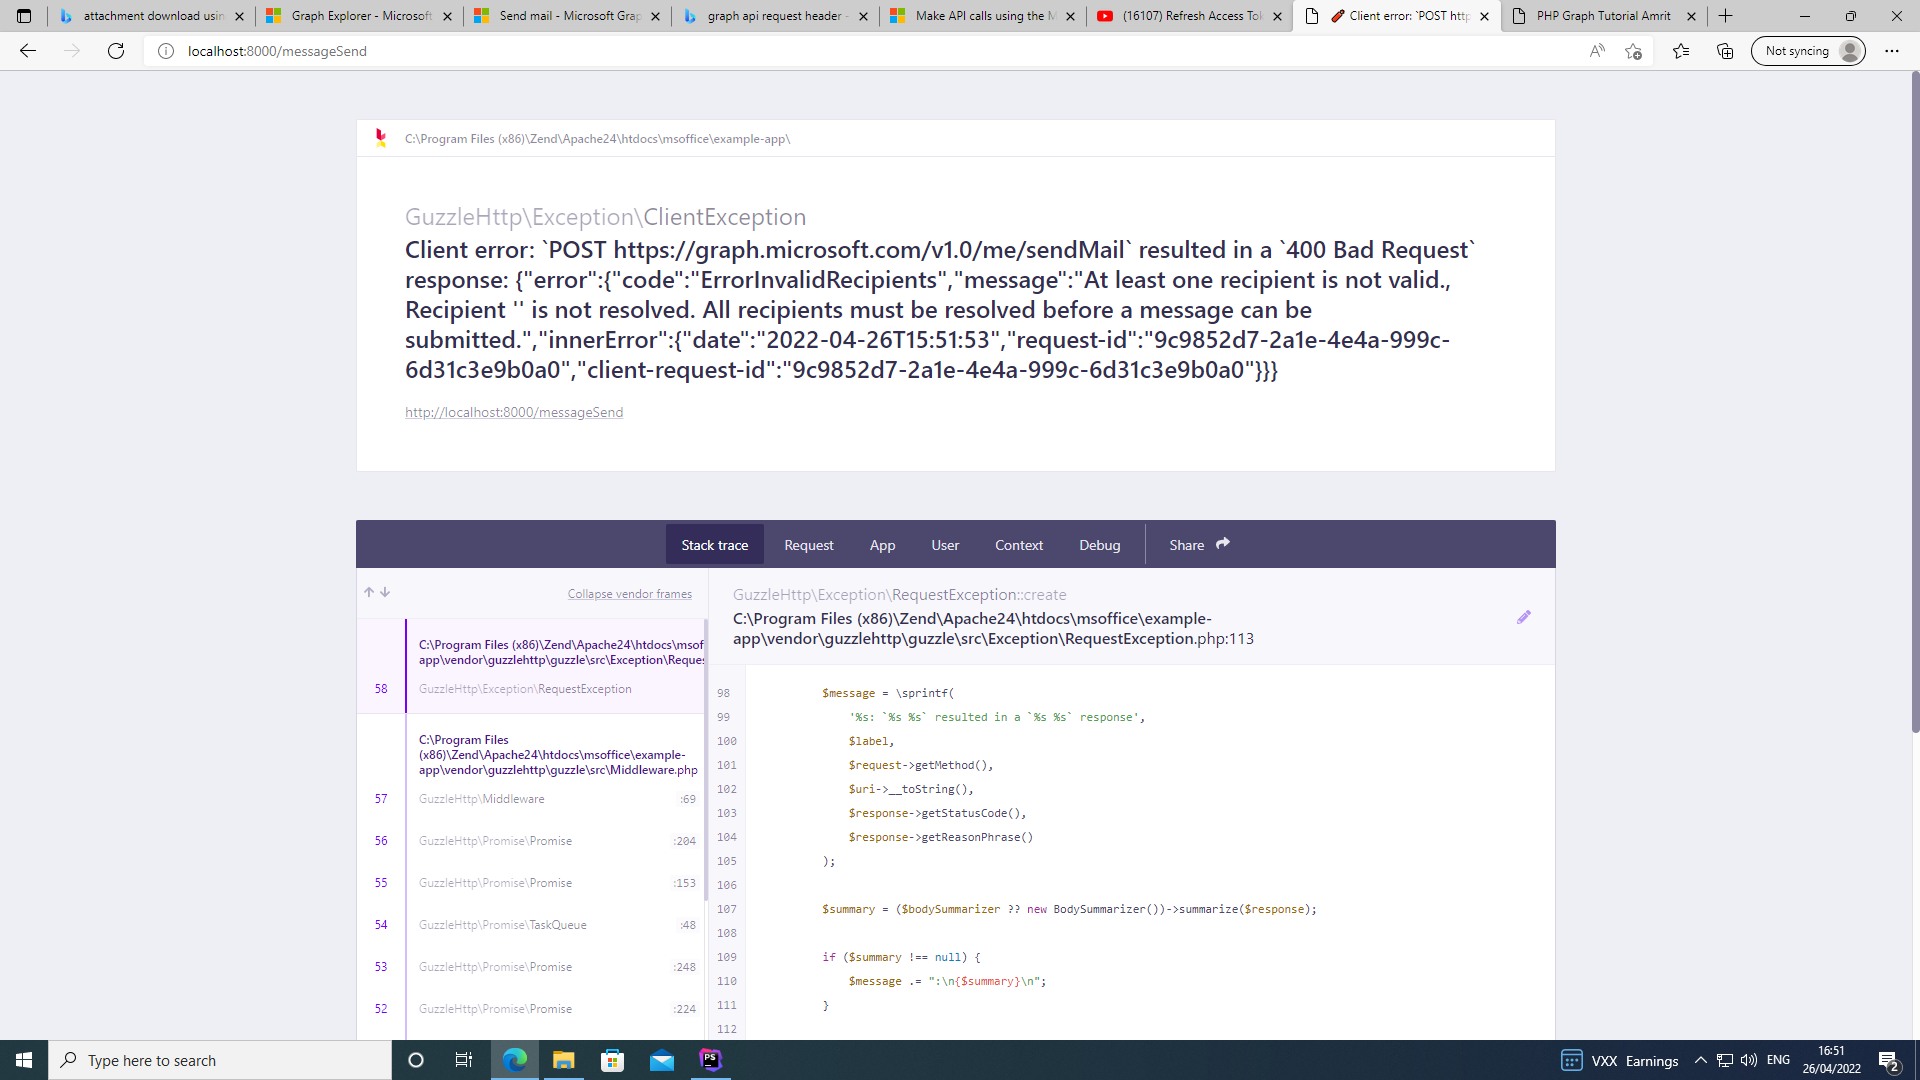 attachment download usin
Graph Explorer - Microsoft
Send mail - Microsoft Grap
graph api request header -
Make API calls using the M
(16107) Refresh Access Tok
Client error: `POST http
PHP Graph Tutorial Amrit
localhost:8000/messageSend
Not syncing
C:\Program Files (x86)\Zend\Apache24\htdocs\msoffice\example-app\
GuzzleHttp\Exception\ClientException
Client error: `POST https://graph.microsoft.com/v1.0/me/sendMail` resulted in a `400 Bad Request`
response: {"error":{"code":"ErrorInvalidRecipients","message":"At least one recipient is not valid.,
Recipient '' is not resolved. All recipients must be resolved before a message can be
submitted.","innerError":{"date":"2022-04-26T15:51:53","request-id":"9c9852d7-2a1e-4e4a-999c-
6d31c3e9b0a0","client-request-id":"9c9852d7-2a1e-4e4a-999c-6d31c3e9b0a0"}}}
http://localhost:8000/messageSend
Stack trace Request App User Context Debug Share
Collapse vendor frames
C:\Program Files (x86)\Zend\Apache24\htdocs\msof
app\vendor\guzzlehttp\guzzle\src\Exception\Reques
58 GuzzleHttp\Exception\RequestException
C:\Program Files
(x86)\Zend\Apache24\htdocs\msoffice\example-
app\vendor\guzzlehttp\guzzle\src\Middleware.php
57 GuzzleHttp\Middleware :69
56 GuzzleHttp\Promise\Promise :204
55 GuzzleHttp\Promise\Promise :153
54 GuzzleHttp\Promise\TaskQueue :48
53 GuzzleHttp\Promise\Promise :248
52 GuzzleHttp\Promise\Promise :224
GuzzleHttp\Exception\RequestException::create
C:\Program Files (x86)\Zend\Apache24\htdocs\msoffice\example-
app\vendor\guzzlehttp\guzzle\src\Exception\RequestException.php:113
98 $message = \sprintf(
99 '%s: `%s %s` resulted in a `%s %s` response',
100 $label,
101 $request->getMethod(),
102 $uri->__toString(),
103 $response->getStatusCode(),
104 $response->getReasonPhrase()
105 );
106
107 $summary = ($bodySummarizer ?? new BodySummarizer())->summarize($response);
108
109 if ($summary !== null) {
110 $message .= ":\n{$summary}\n";
111 }
112
Type here to search
PS
VXX Earnings
ENG
16:51
26/04/2022
2